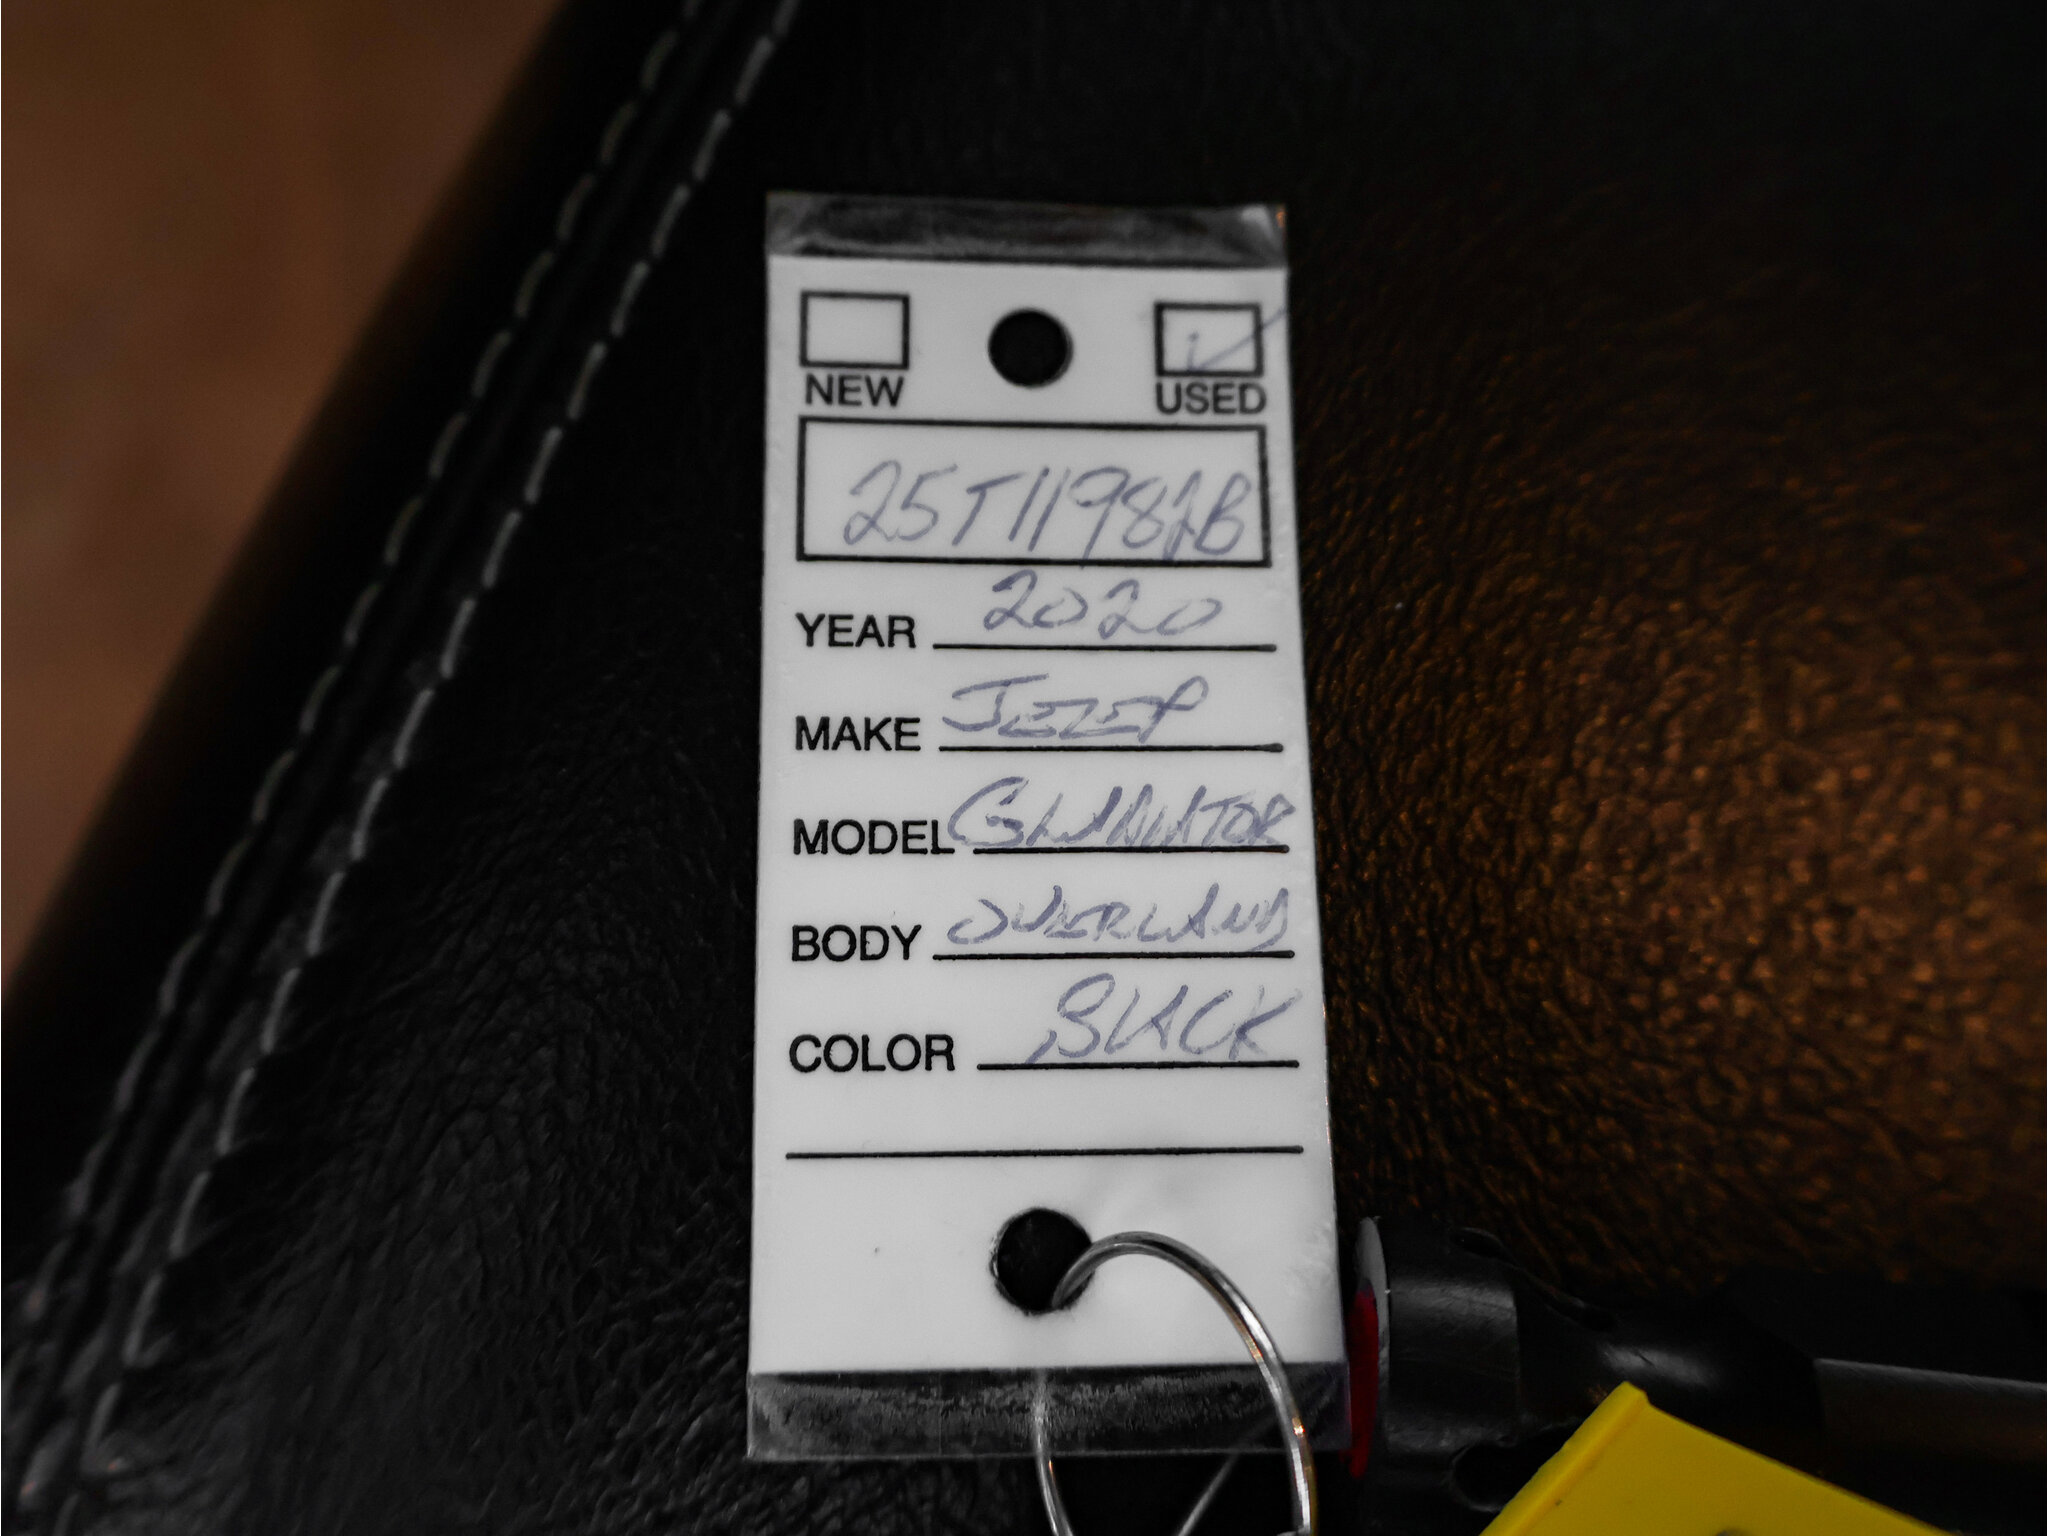 NEW USED
25T11982B
YEAR 2020
MAKE JEEP
MODEL GLADIATOR
BODY OVERLAND
COLOR BLACK